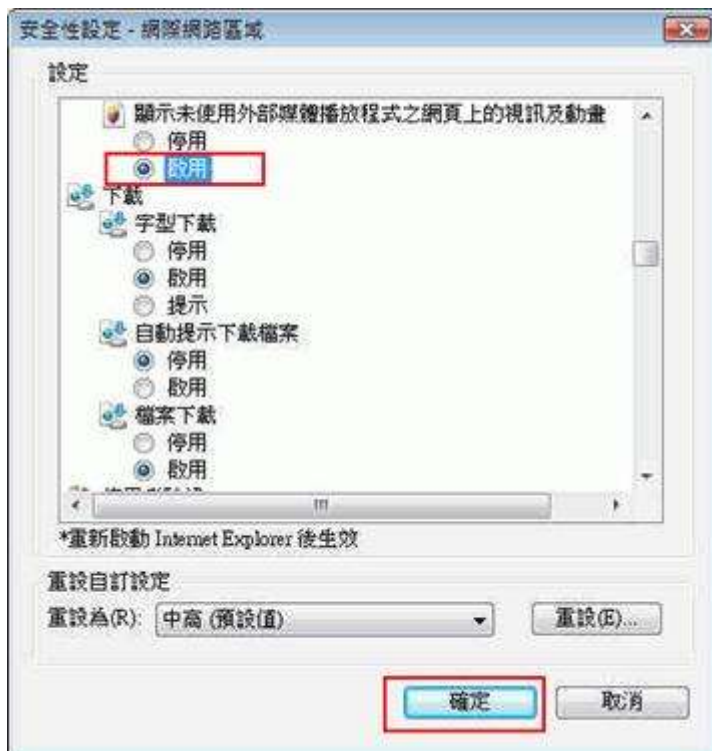 安全性設定 - 網際網路區域
設定
顯示未使用外部媒體播放程式之網頁上的視訊及動畫
停用
啟用
下載
字型下載
停用
啟用
提示
自動提示下載檔案
停用
啟用
檔案下載
停用
啟用
*重新啟動 Internet Explorer 後生效
重設自訂設定
重設為(R): 中高 (預設值) 重設(E)...
確定 取消